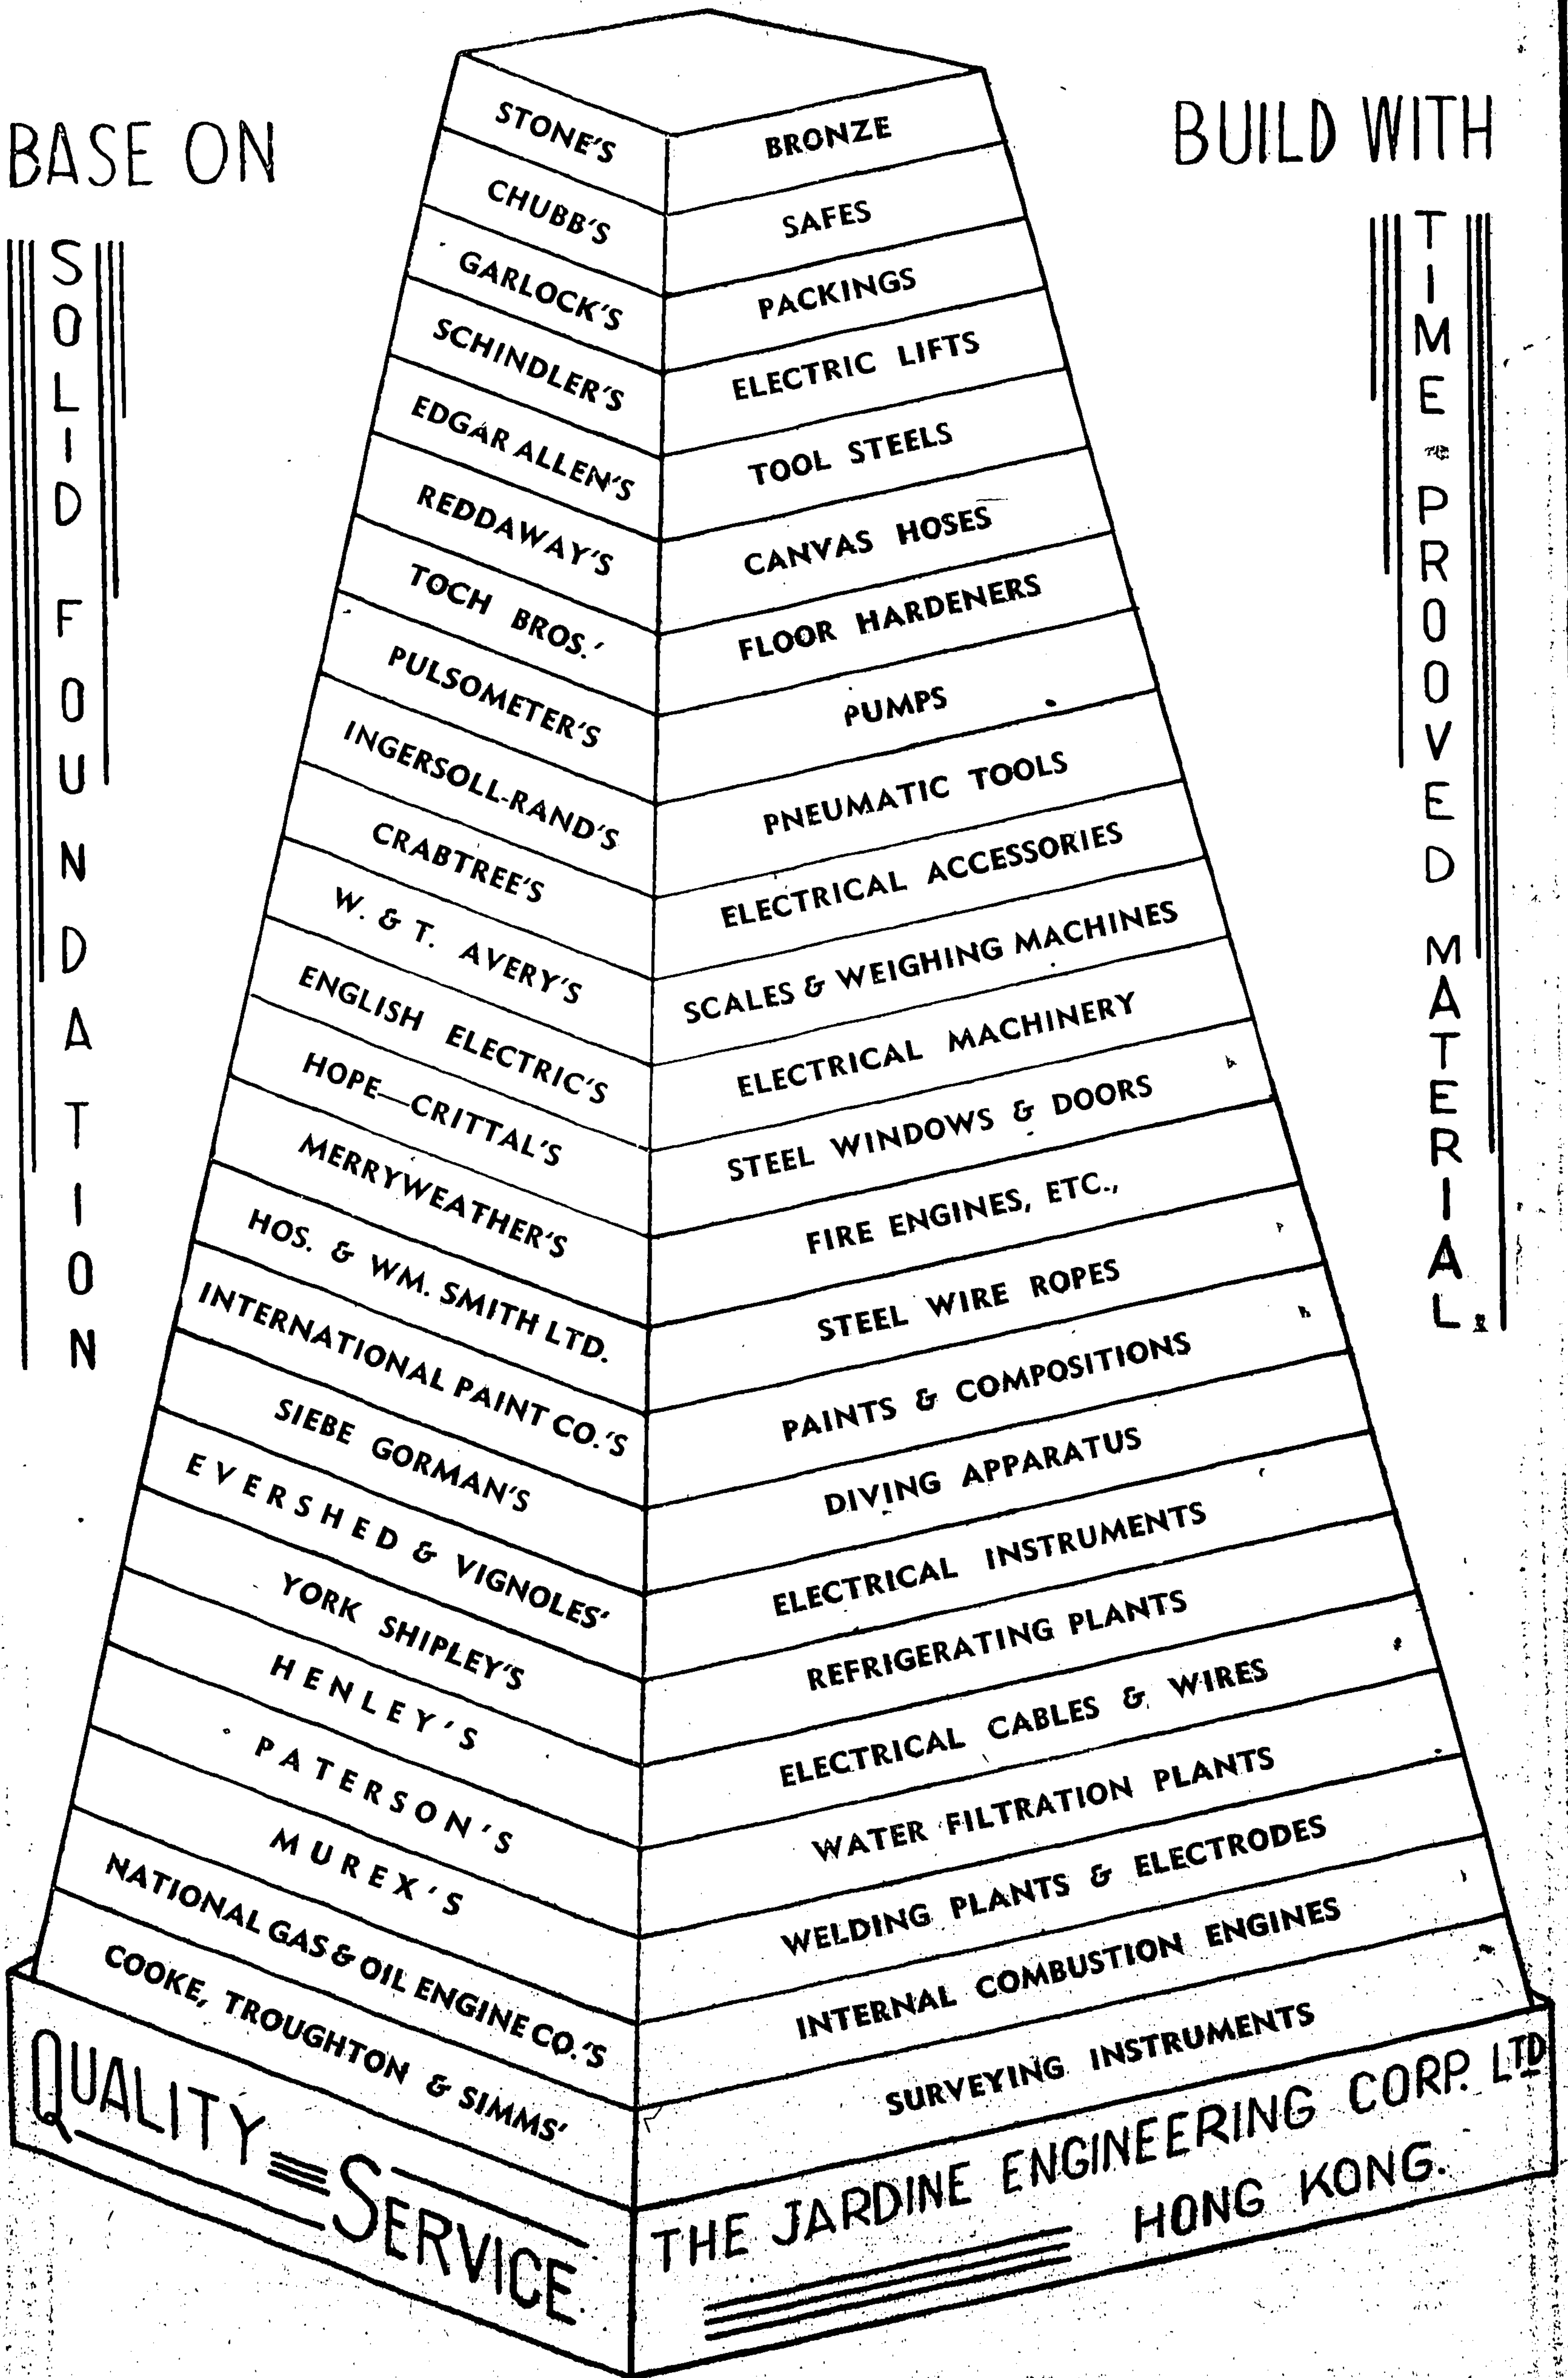 BASE ON
SOLID FOUNDATION
BUILD WITH
TIME-PROOVED MATERIAL.
STONE'S BRONZE
CHUBB'S SAFES
GARLOCK'S PACKINGS
SCHINDLER'S ELECTRIC LIFTS
EDGAR ALLEN'S TOOL STEELS
REDDAWAY'S CANVAS HOSES
TOCH BROS.' FLOOR HARDENERS
PULSOMETER'S PUMPS
INGERSOLL-RAND'S PNEUMATIC TOOLS
CRABTREE'S ELECTRICAL ACCESSORIES
W. & T. AVERY'S SCALES & WEIGHING MACHINES
ENGLISH ELECTRIC'S ELECTRICAL MACHINERY
HOPE—CRITTAL'S STEEL WINDOWS & DOORS
MERRYWEATHER'S FIRE ENGINES, ETC.,
HOS. & WM. SMITH LTD. STEEL WIRE ROPES
INTERNATIONAL PAINT CO.'S PAINTS & COMPOSITIONS
SIEBE GORMAN'S DIVING APPARATUS
EVERSHED & VIGNOLES' ELECTRICAL INSTRUMENTS
YORK SHIPLEY'S REFRIGERATING PLANTS
HENLEY'S ELECTRICAL CABLES & WIRES
PATERSON'S WATER FILTRATION PLANTS
MUREX'S WELDING PLANTS & ELECTRODES
NATIONAL GAS & OIL ENGINE CO.'S INTERNAL COMBUSTION ENGINES
COOKE, TROUGHTON & SIMMS' SURVEYING INSTRUMENTS
QUALITY SERVICE
THE JARDINE ENGINEERING CORP. LTD
HONG KONG.